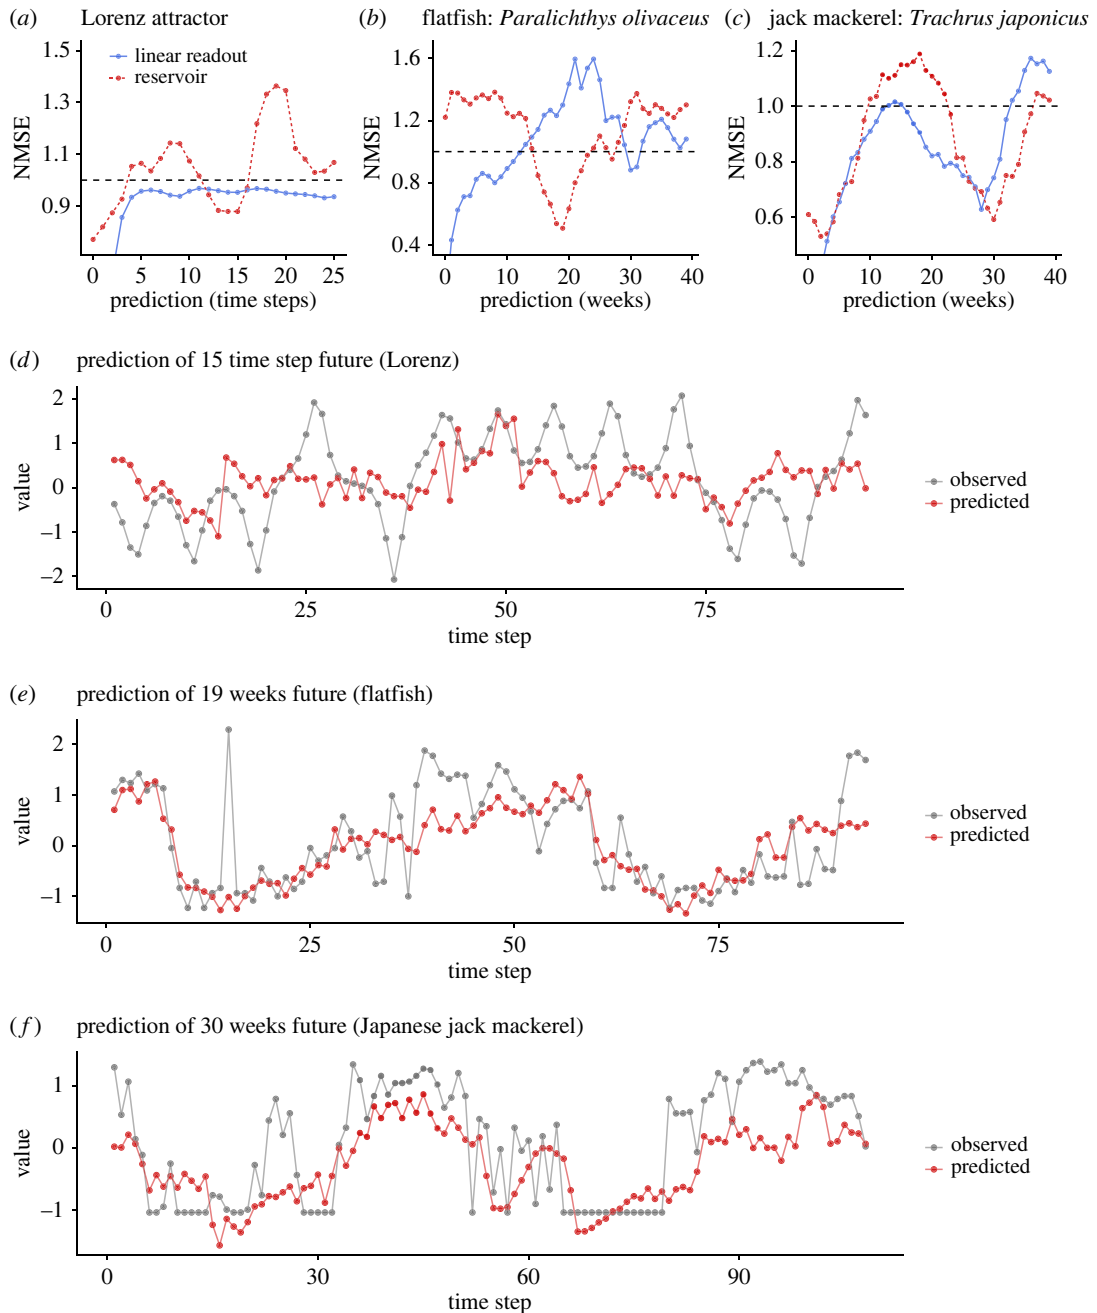 (a) Lorenz attractor
(b) flatfish: Paralichthys olivaceus
(c) jack mackerel: Trachrus japonicus
1.5
1.3
1.1
0.9
NMSE
linear readout
reservoir
0 5 10 15 20 25
prediction (time steps)
1.6
1.2
0.8
0.4
NMSE
0 10 20 30 40
prediction (weeks)
1.2
1.0
0.8
0.6
NMSE
0 10 20 30 40
prediction (weeks)
(d) prediction of 15 time step future (Lorenz)
2
1
0
−1
−2
value
observed
predicted
0 25 50 75
time step
(e) prediction of 19 weeks future (flatfish)
2
1
0
−1
value
observed
predicted
0 25 50 75
time step
(f) prediction of 30 weeks future (Japanese jack mackerel)
1
0
−1
value
observed
predicted
0 30 60 90
time step